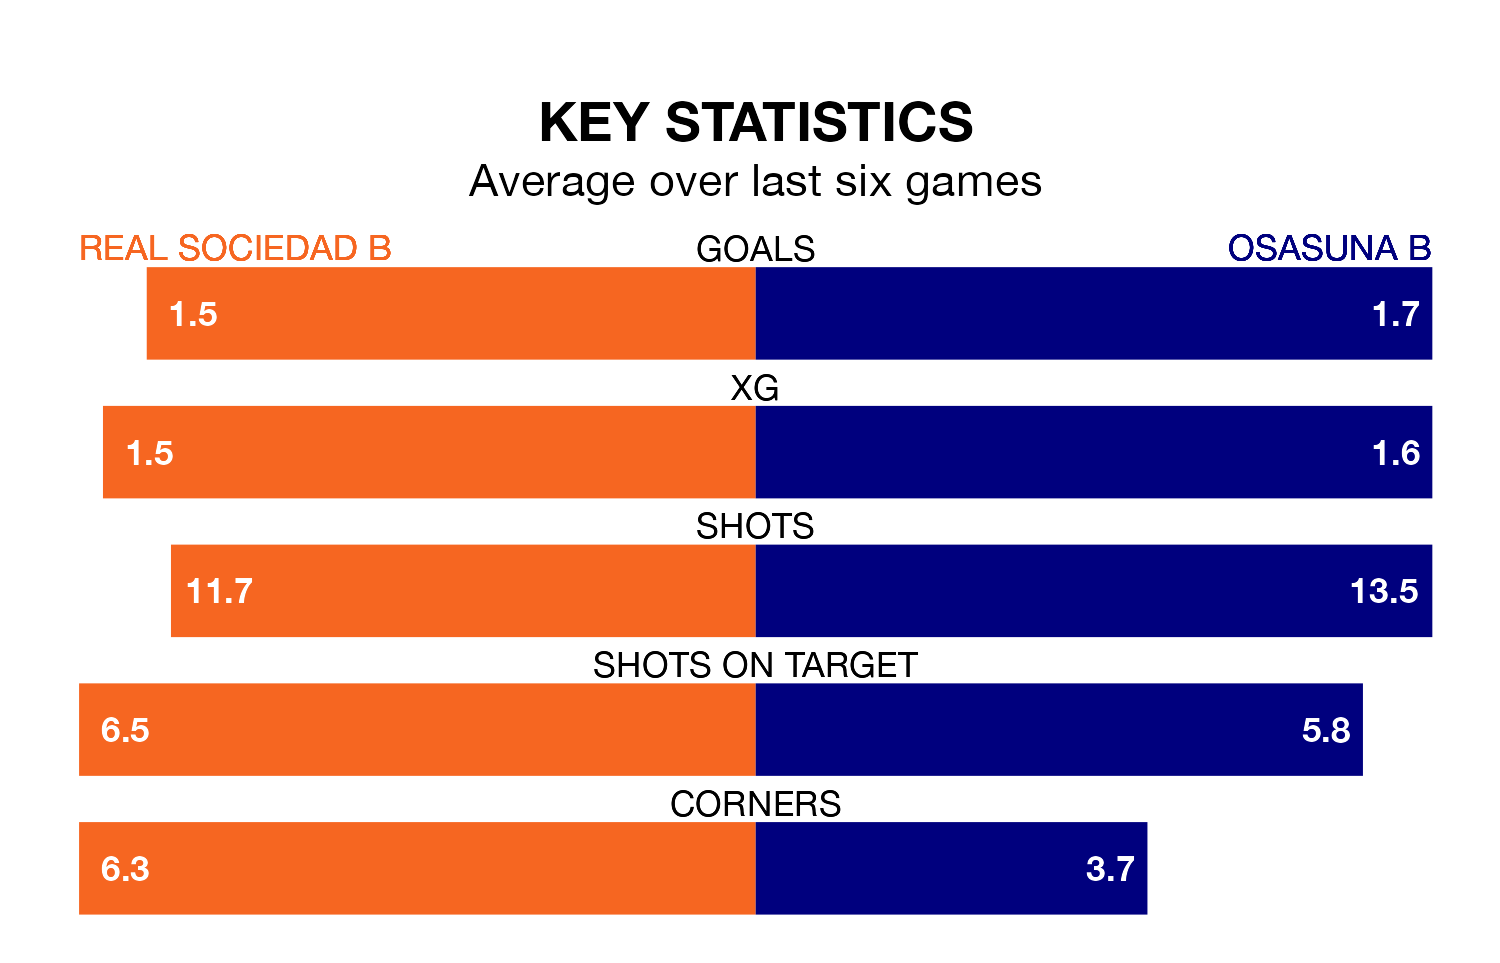 KEY STATISTICS
Average over last six games
REAL SOCIEDAD B GOALS OSASUNA B
1.5 1.7
XG
1.5 1.6
SHOTS
11.7 13.5
SHOTS ON TARGET
6.5 5.8
CORNERS
6.3 3.7